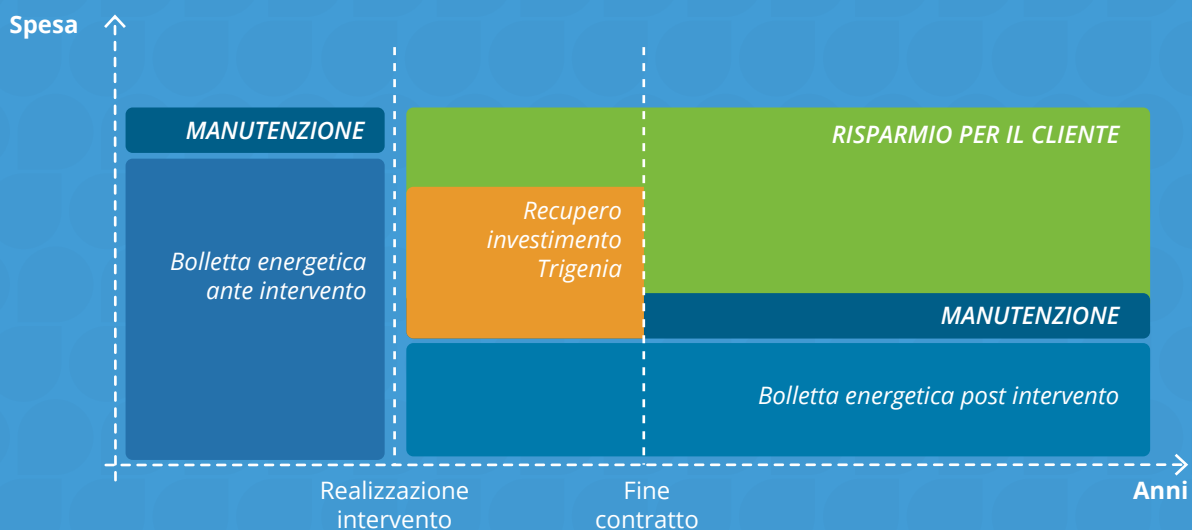 Spesa
MANUTENZIONE
RISPARMIO PER IL CLIENTE
Recupero
investimento
Trigenia
Bolletta energetica
ante intervento
MANUTENZIONE
Bolletta energetica post intervento
Realizzazione
intervento
Fine
contratto
Anni